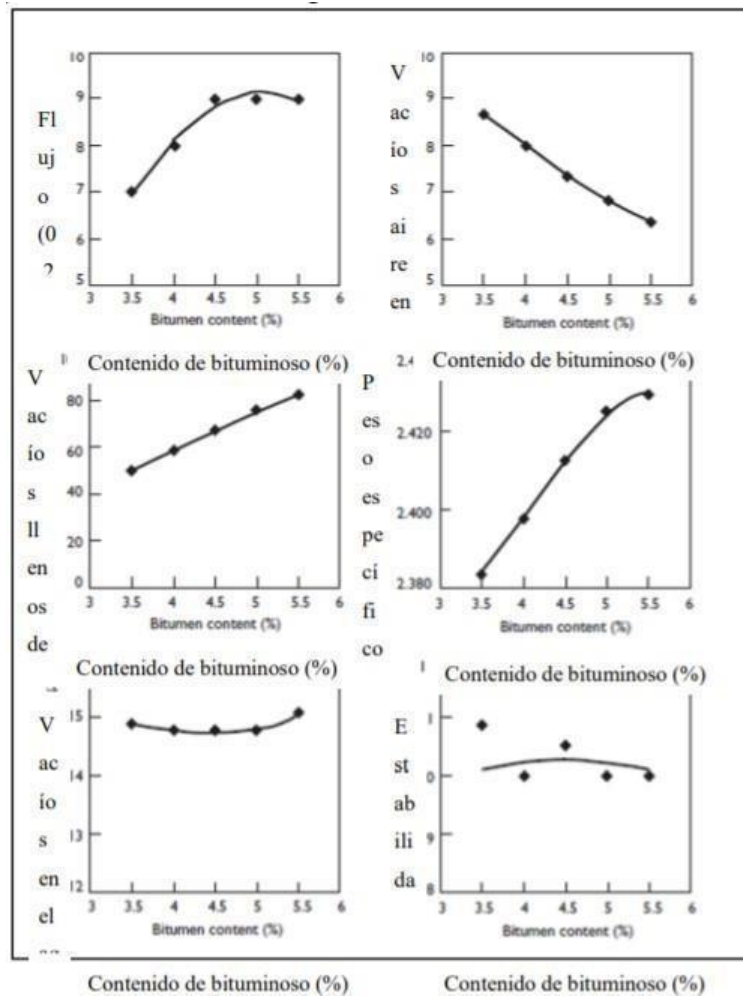 10
9
8
7
6
5
Fl
ujo
o
(0
?
3 3.5 4 4.5 5 5.5 6
Bitumen content (%)
Contenido de bituminoso (%)
10
9
8
7
6
5
V
ac
ío
s
ai
re
en
3 3.5 4 4.5 5 5.5 6
Bitumen content (%)
Contenido de bituminoso (%)
80
60
40
20
0
V
ac
ío
s
ll
en
os
de
3 3.5 4 4.5 5 5.5 6
Bitumen content (%)
Contenido de bituminoso (%)
2.4
2.420
2.400
2.380
P
es
o
es
pe
cí
fi
co
3 3.5 4 4.5 5 5.5 6
Bitumen content (%)
Contenido de bituminoso (%)
15
14
13
12
V
ac
ío
s
en
el
3 3.5 4 4.5 5 5.5 6
Bitumen content (%)
Contenido de bituminoso (%)
1
0
9
8
E
st
ab
ili
da
3 3.5 4 4.5 5 5.5 6
Bitumen content (%)
Contenido de bituminoso (%)